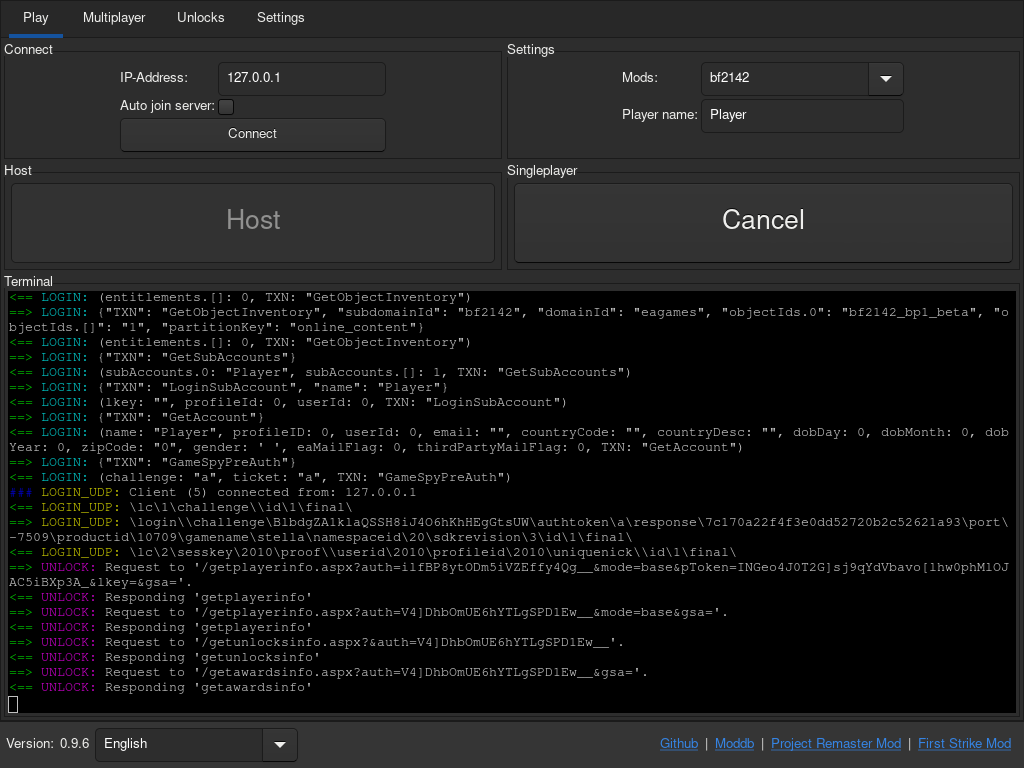 Play Multiplayer Unlocks Settings
Connect
IP-Address: 127.0.0.1
Auto join server:
Connect
Settings
Mods: bf2142
Player name: Player
Host
Host
Singleplayer
Cancel
Terminal
<== LOGIN: (entitlements.[]: 0, TXN: "GetObjectInventory")
==> LOGIN: {"TXN": "GetObjectInventory", "subdomainId": "bf2142", "domainId": "eagames", "objectIds.0": "bf2142_bp1_beta", "o
bjectIds.[]": "1", "partitionKey": "online_content"}
<== LOGIN: (entitlements.[]: 0, TXN: "GetObjectInventory")
==> LOGIN: {"TXN": "GetSubAccounts"}
<== LOGIN: (subAccounts.0: "Player", subAccounts.[]: 1, TXN: "GetSubAccounts")
==> LOGIN: {"TXN": "LoginSubAccount", "name": "Player"}
<== LOGIN: (lkey: "", profileId: 0, userId: 0, TXN: "LoginSubAccount")
==> LOGIN: {"TXN": "GetAccount"}
<== LOGIN: (name: "Player", profileID: 0, userId: 0, email: "", countryCode: "", countryDesc: "", dobDay: 0, dobMonth: 0, dob
Year: 0, zipCode: "0", gender: ' ', eaMailFlag: 0, thirdPartyMailFlag: 0, TXN: "GetAccount")
==> LOGIN: {"TXN": "GameSpyPreAuth"}
<== LOGIN: (challenge: "a", ticket: "a", TXN: "GameSpyPreAuth")
### LOGIN_UDP: Client (5) connected from: 127.0.0.1
<== LOGIN_UDP: \lc\1\challenge\\id\1\final\
==> LOGIN_UDP: \login\\challenge\BlbdgZAlklaQSSH8iJ4O6hKhHEgGtsUW\authtoken\a\response\7c170a22f4f3e0dd52720b2c52621a93\port\
-7509\productid\10709\gamename\stella\namespaceid\20\sdkrevision\3\id\1\final\
<== LOGIN_UDP: \lc\2\sesskey\2010\proof\\userid\2010\profileid\2010\uniquenick\\id\1\final\
==> UNLOCK: Request to '/getplayerinfo.aspx?auth=ilfBP8ytODm5iVZEffy4Qg__&mode=base&pToken=INGeo4J0T2G]sj9qYdVbavo[lhw0phMlOJ
AC5iBXp3A_&lkey=&gsa='.
<== UNLOCK: Responding 'getplayerinfo'
==> UNLOCK: Request to '/getplayerinfo.aspx?auth=V4]DhbOmUE6hYTLgSPD1Ew__&mode=base&gsa='.
<== UNLOCK: Responding 'getplayerinfo'
==> UNLOCK: Request to '/getunlocksinfo.aspx?&auth=V4]DhbOmUE6hYTLgSPD1Ew__'.
<== UNLOCK: Responding 'getunlocksinfo'
==> UNLOCK: Request to '/getawardsinfo.aspx?auth=V4]DhbOmUE6hYTLgSPD1Ew__&gsa='.
<== UNLOCK: Responding 'getawardsinfo'
Version: 0.9.6 English Github | Moddb | Project Remaster Mod | First Strike Mod